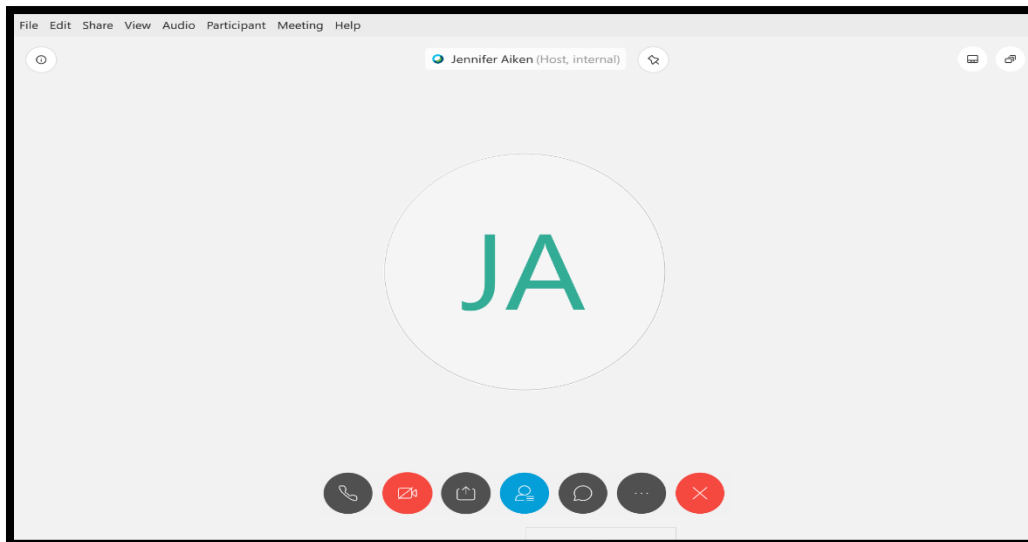 File Edit Share View Audio Participant Meeting Help
Jennifer Aiken (Host, internal)
JA